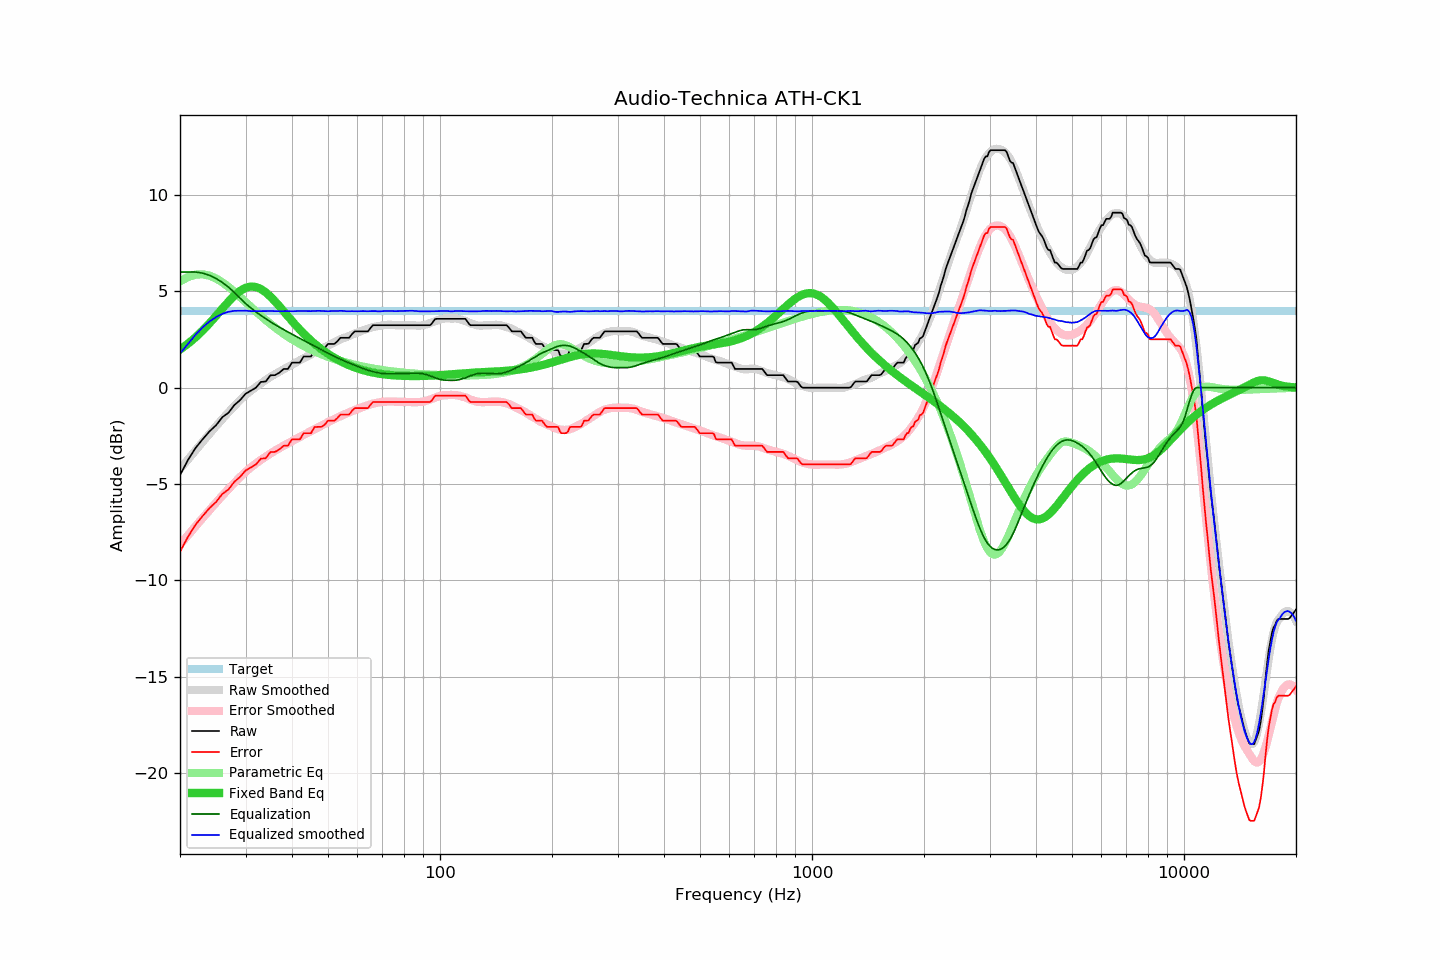 Audio-Technica ATH-CK1
10
5
0
−5
−10
−15
−20
Amplitude (dBr)
Target
Raw Smoothed
Error Smoothed
Raw
Error
Parametric Eq
Fixed Band Eq
Equalization
Equalized smoothed
100 1000 10000
Frequency (Hz)